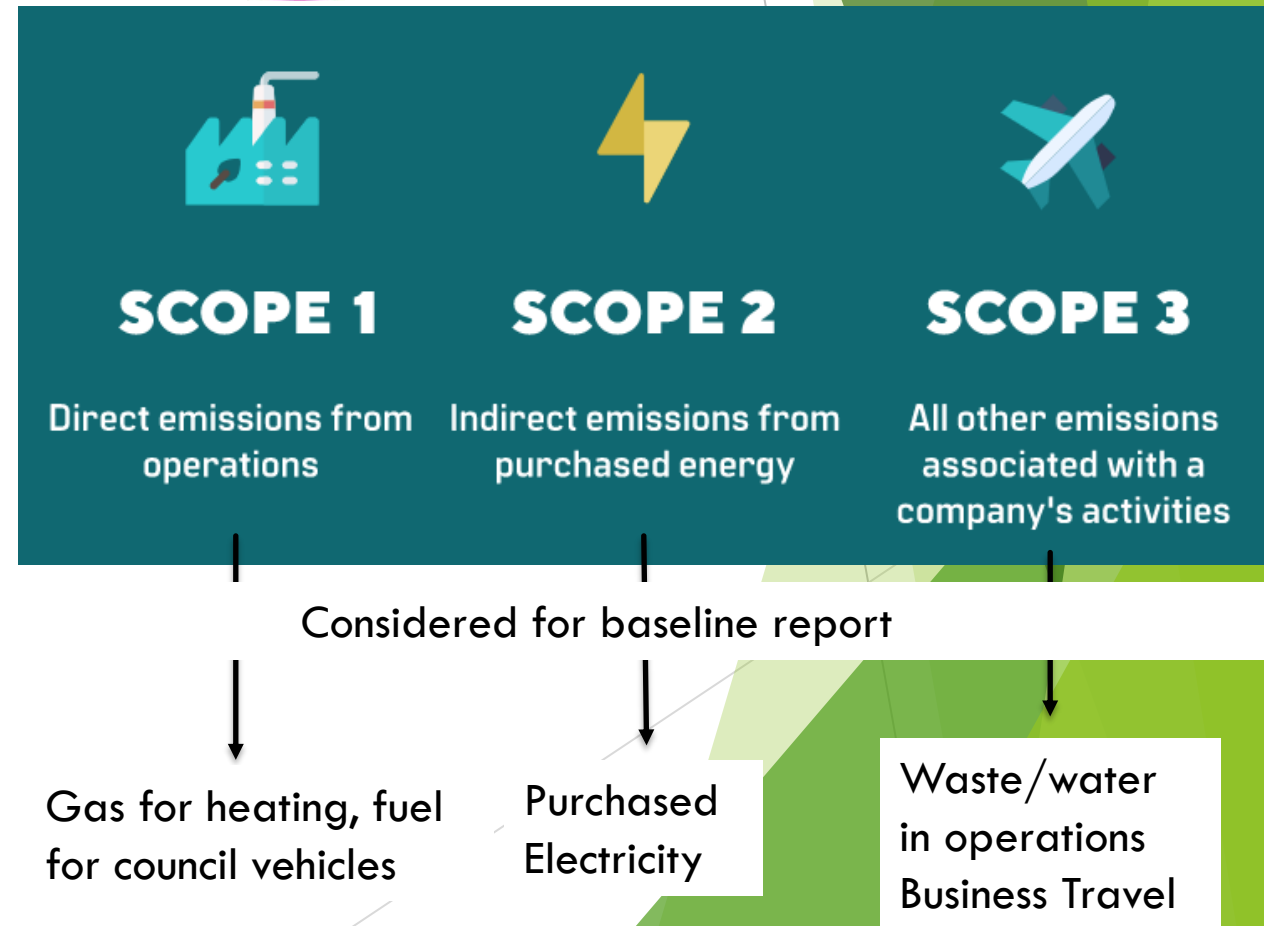 SCOPE 1
Direct emissions from
operations
SCOPE 2
Indirect emissions from
purchased energy
SCOPE 3
All other emissions
associated with a
company's activities
Considered for baseline report
Gas for heating, fuel
for council vehicles
Purchased
Electricity
Waste/water
in operations
Business Travel